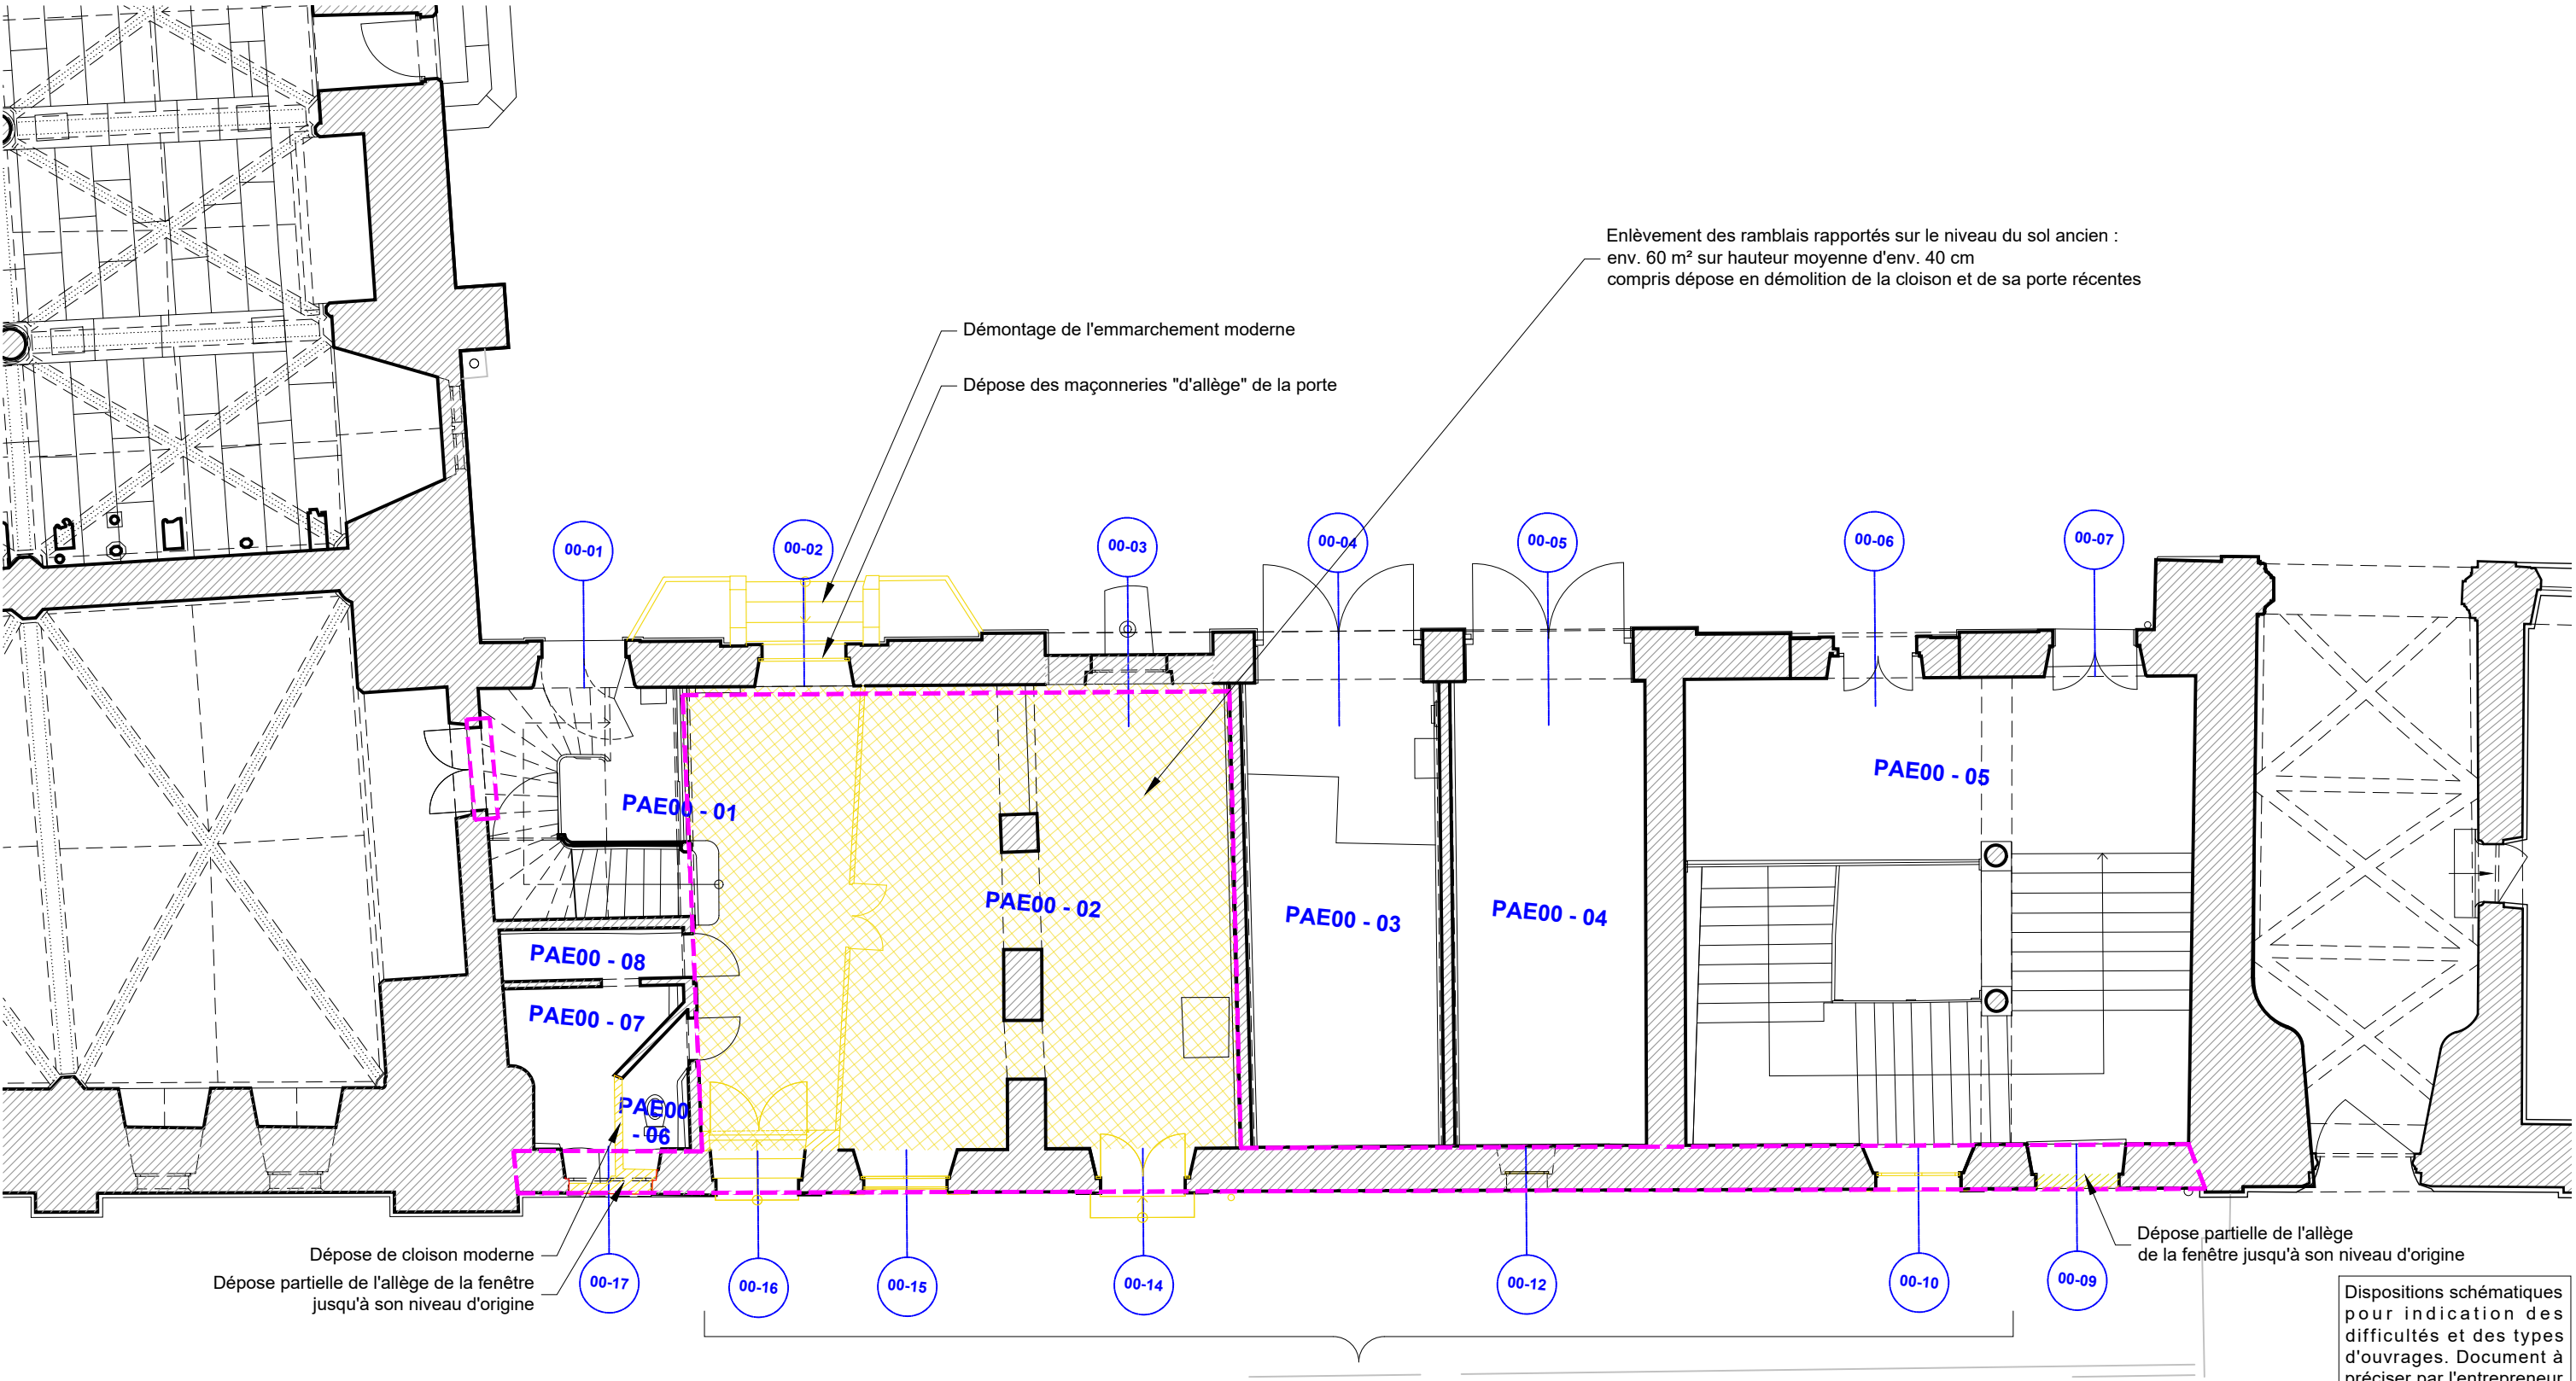 Enlèvement des ramblais rapportés sur le niveau du sol ancien :
env. 60 m² sur hauteur moyenne d'env. 40 cm
compris dépose en démolition de la cloison et de sa porte récentes
Démontage de l'emmarchement moderne
Dépose des maçonneries "d'allège" de la porte
00-01
00-02
00-03
00-04
00-05
00-06
00-07
PAE00 - 01
PAE00 - 02
PAE00 - 03
PAE00 - 04
PAE00 - 05
PAE00 - 08
PAE00 - 07
PAE00
- 06
Dépose de cloison moderne
Dépose partielle de l'allège de la fenêtre
jusqu'à son niveau d'origine
00-17
00-16
00-15
00-14
00-12
00-10
00-09
Dépose partielle de l'allège
de la fenêtre jusqu'à son niveau d'origine
Dispositions schématiques
pour indication des
difficultés et des types
d'ouvrages. Document à
préciser par l'entrepreneur